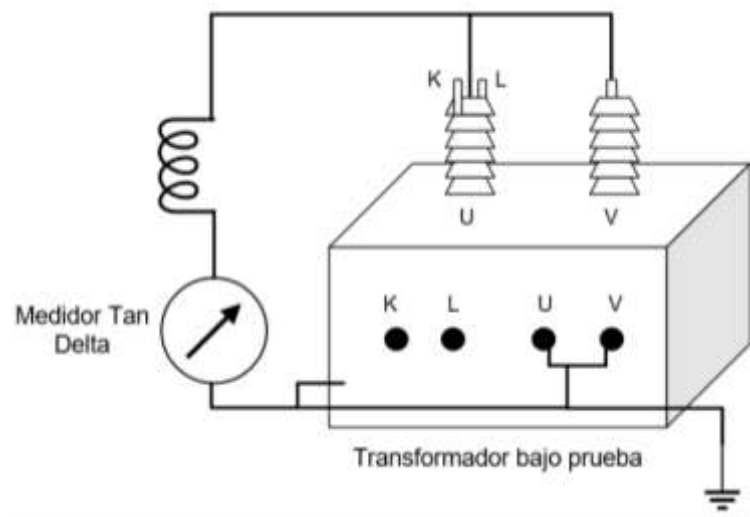 K L
U V
K L U V
Medidor Tan
Delta
Transformador bajo prueba